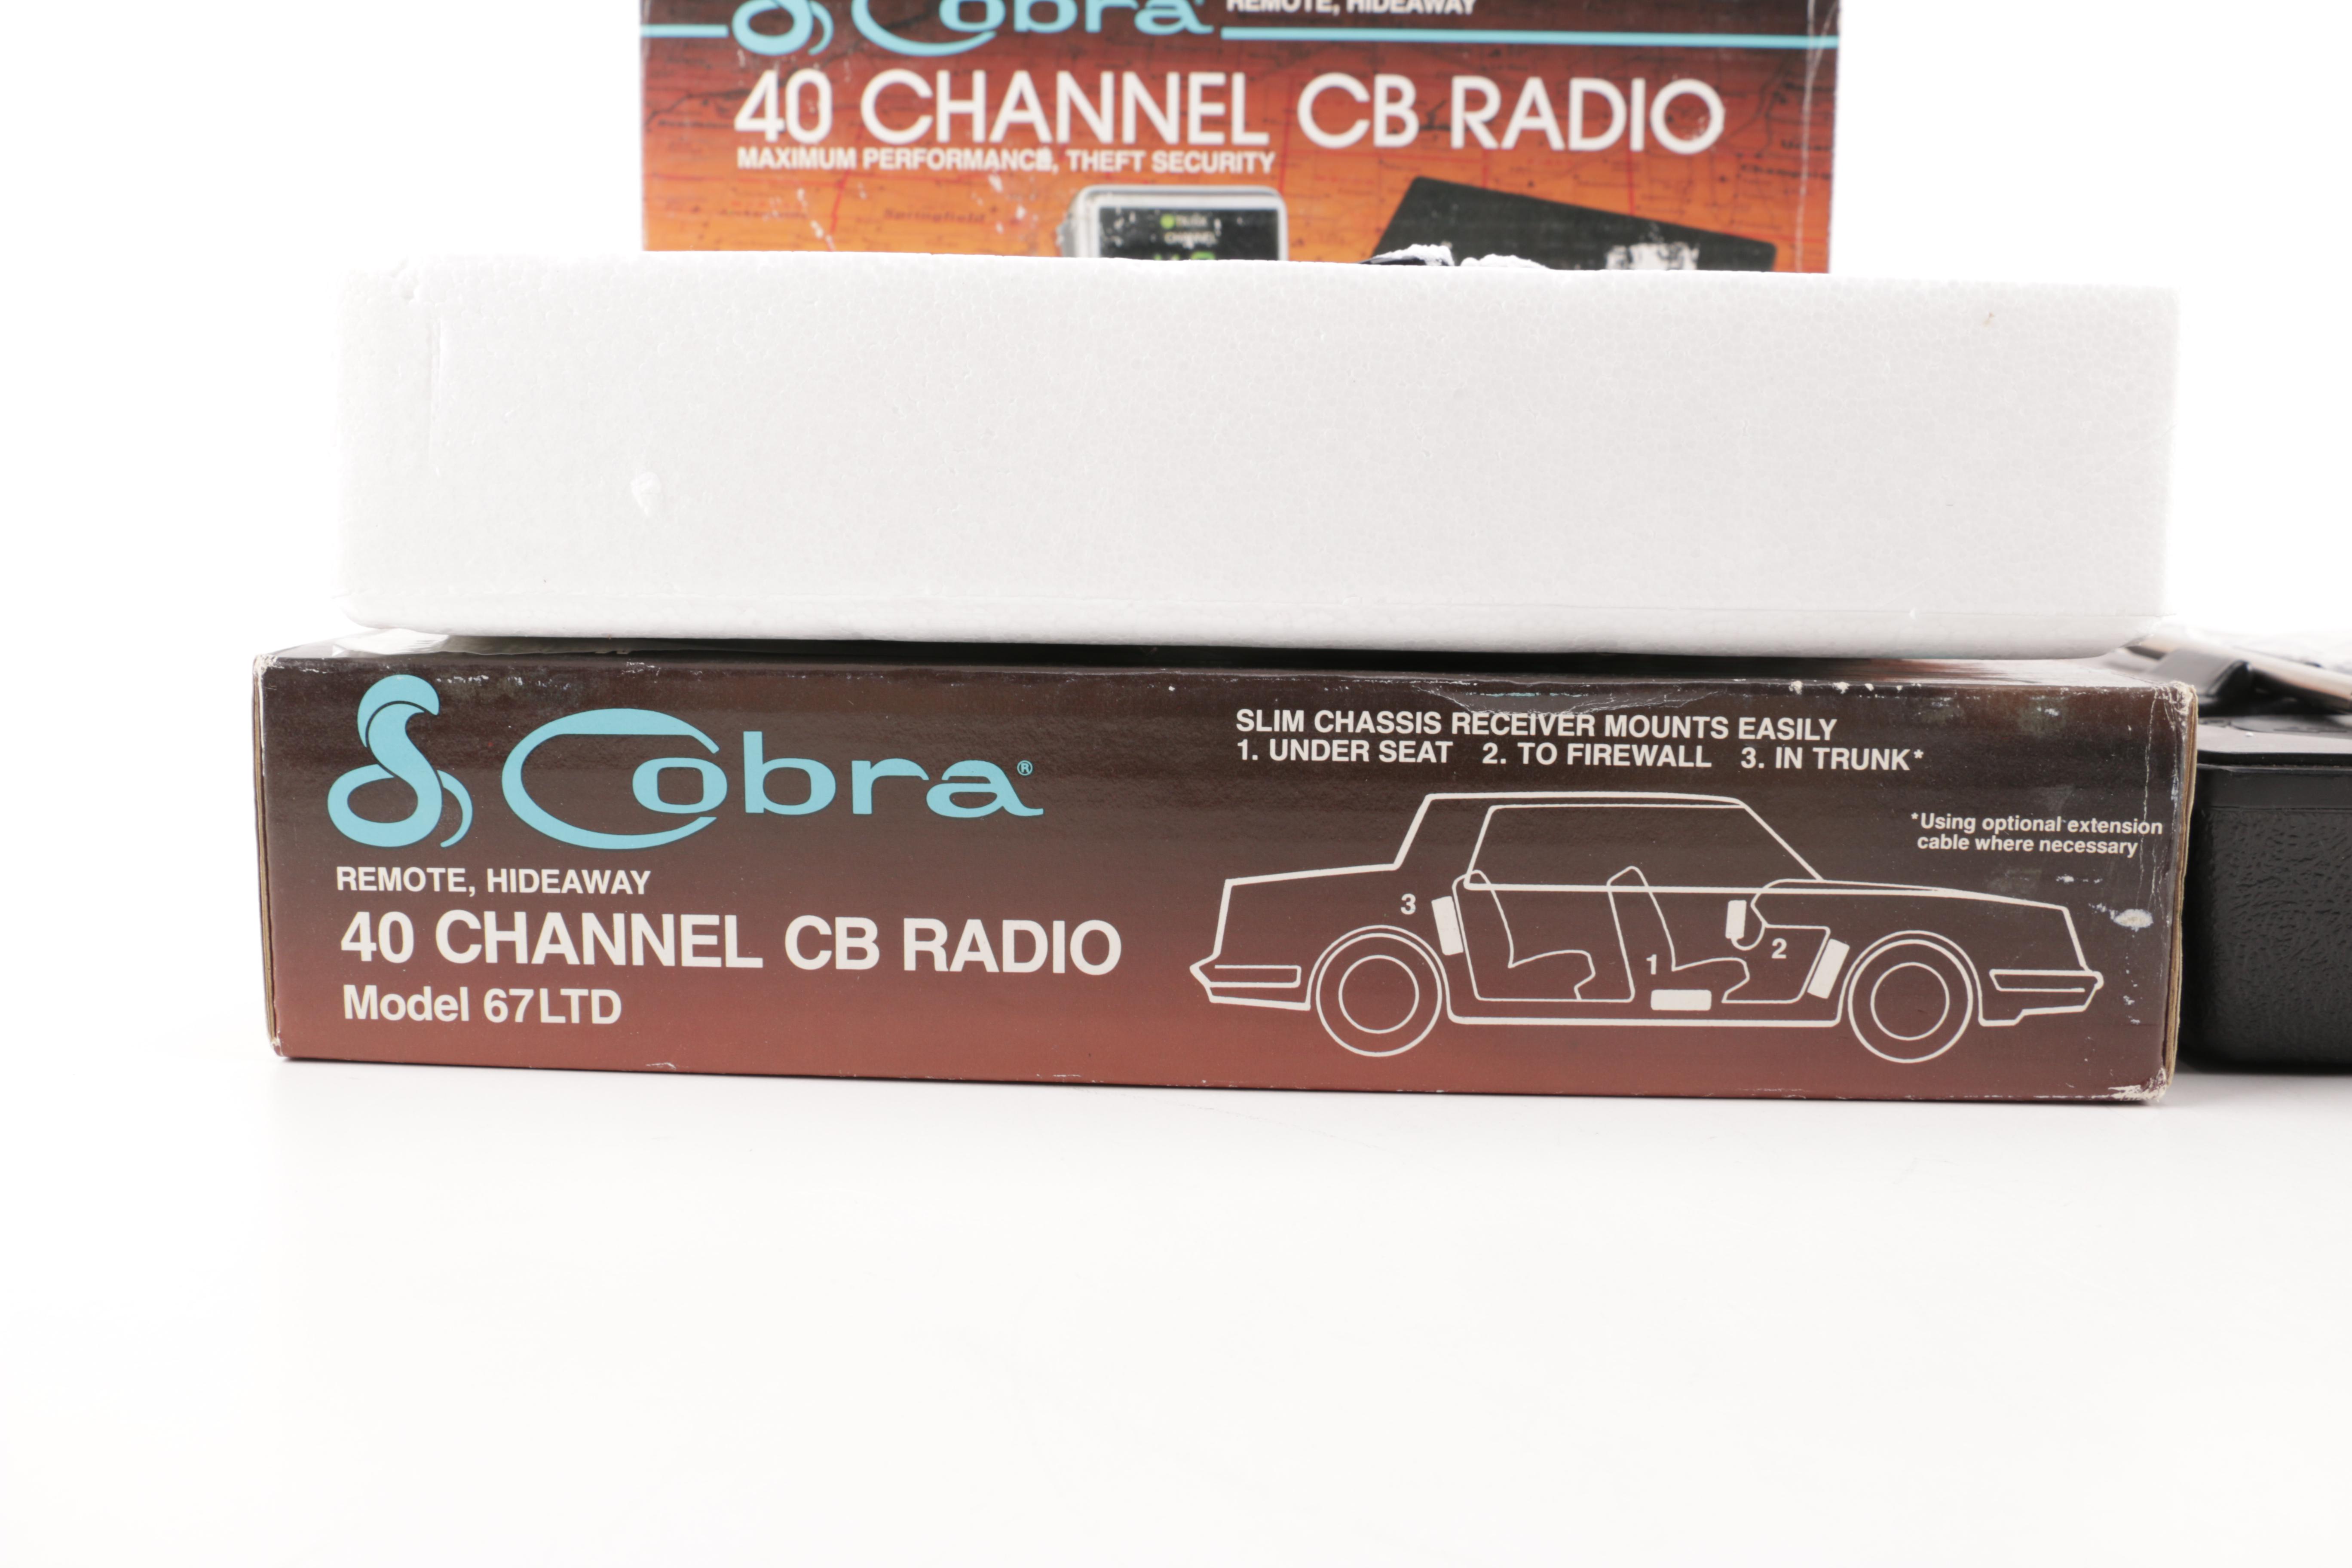 Cobra
REMOTE, HIDEAWAY
40 CHANNEL CB RADIO
MAXIMUM PERFORMANCE, THEFT SECURITY
Springfield
CHANNEL
Cobra®
REMOTE, HIDEAWAY
40 CHANNEL CB RADIO
Model 67LTD
SLIM CHASSIS RECEIVER MOUNTS EASILY
1. UNDER SEAT 2. TO FIREWALL 3. IN TRUNK*
*Using optional extension
cable where necessary
3
1
2